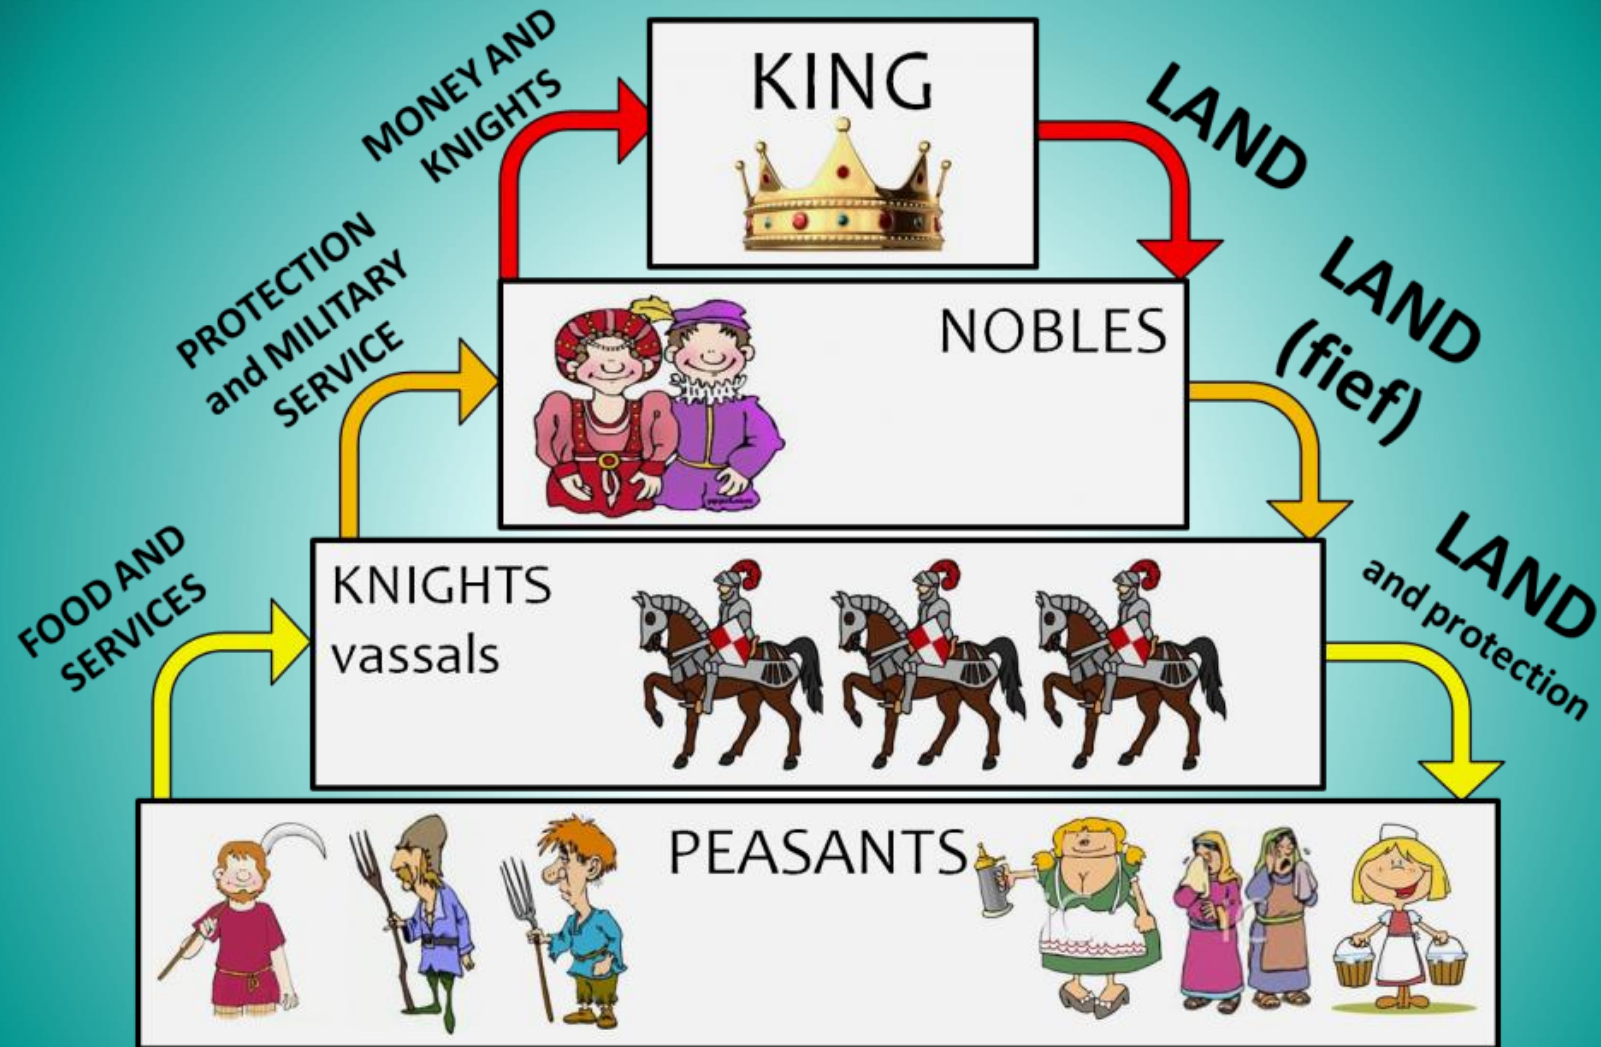 MONEY AND
KNIGHTS
KING
LAND
PROTECTION
and MILITARY
SERVICE
NOBLES
LAND
(fief)
FOOD AND
SERVICES
KNIGHTS
vassals
LAND
and protection
PEASANTS